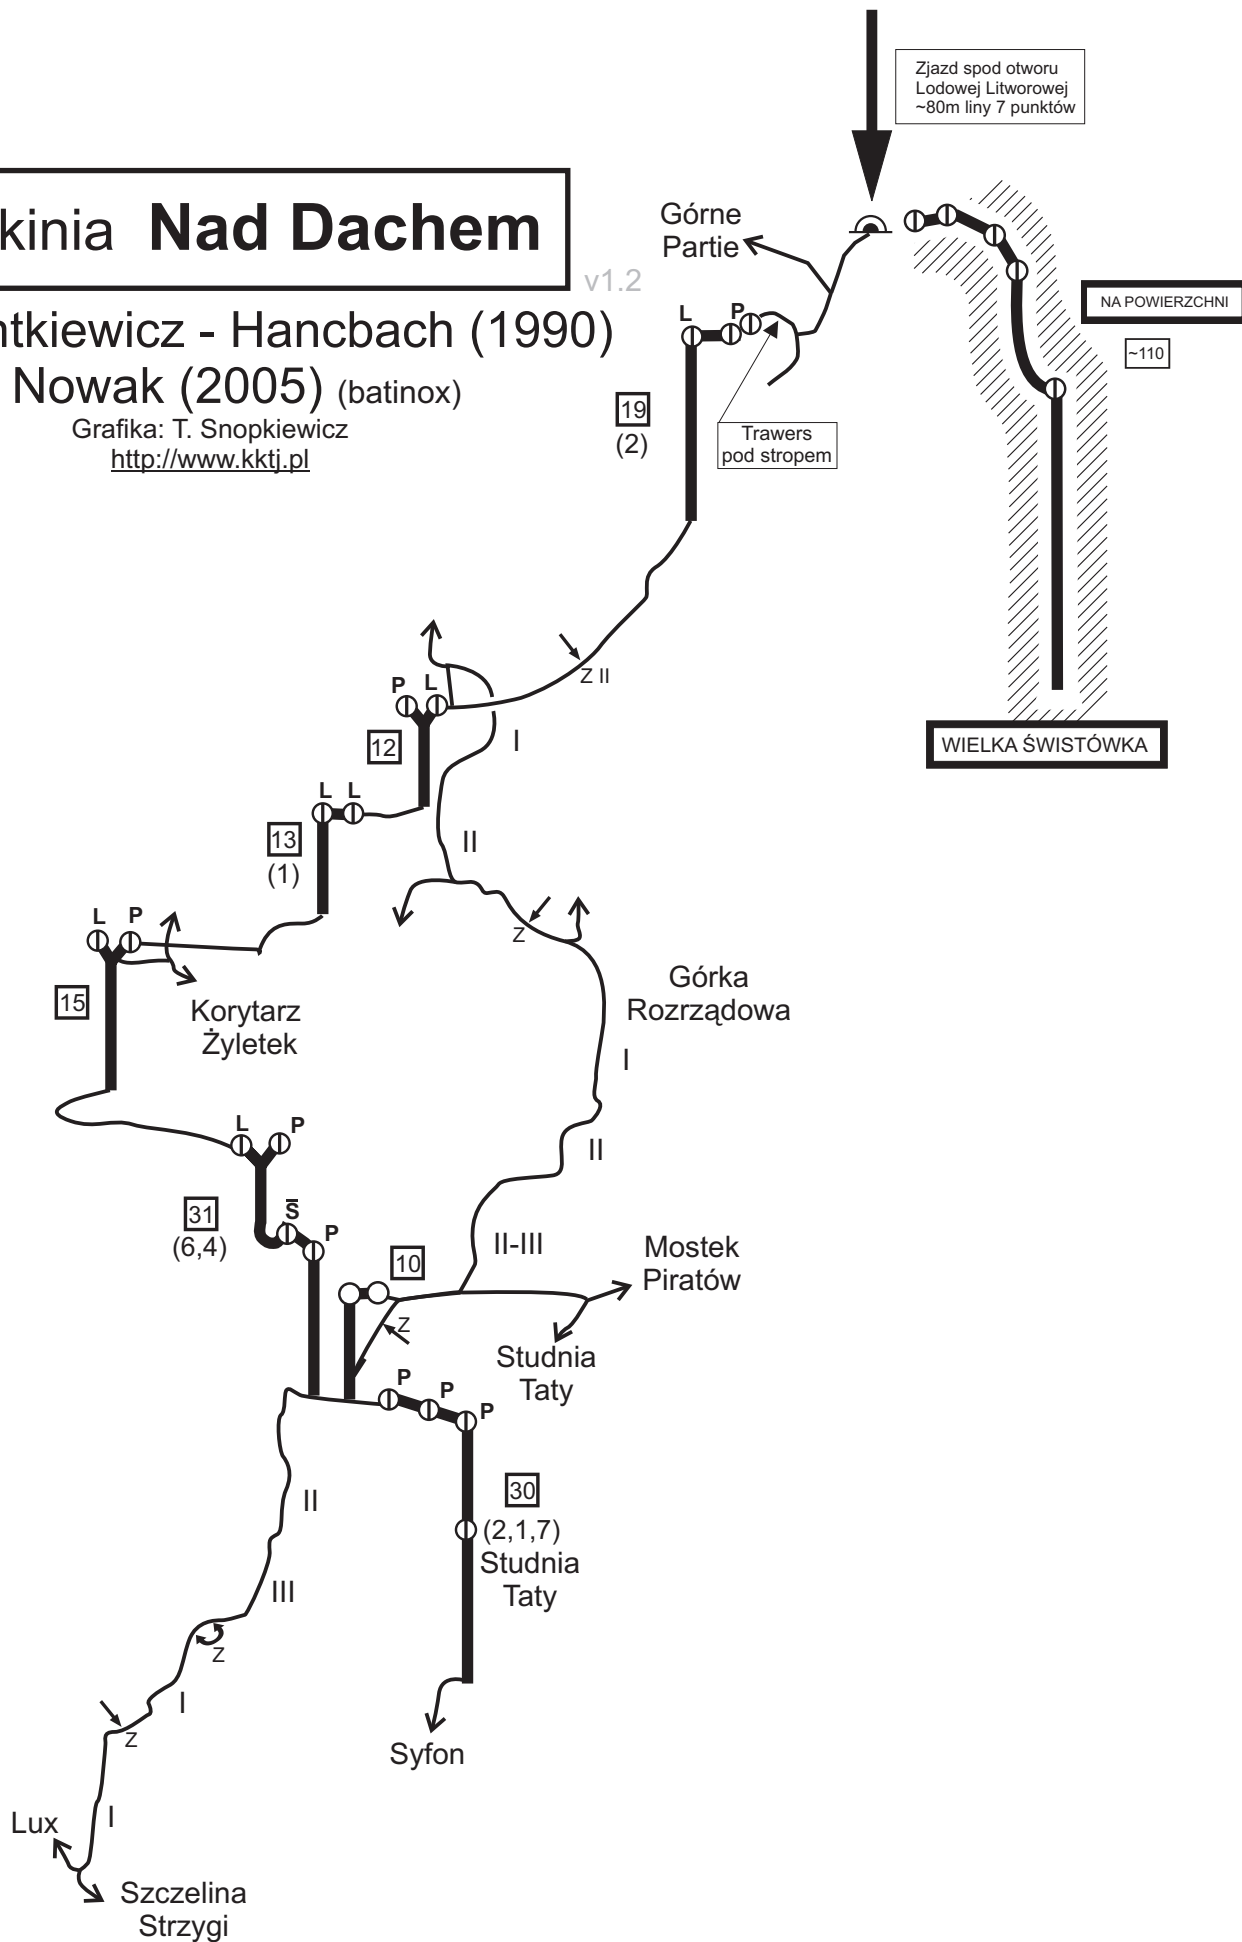 Zjazd spod otworu
Lodowej Litworowej
~80m liny 7 punktów
kinia Nad Dachem
v1.2
ntkiewicz - Hancbach (1990)
Nowak (2005) (batinox)
Grafika: T. Snopkiewicz
http://www.kktj.pl
Górne
Partie
NA POWIERZCHNI
~110
L
P
19
(2)
Trawers
pod stropem
Z II
P L
I
12
WIELKA ŚWISTÓWKA
L L
13
(1)
II
L P
Z
15
Korytarz
Żyletek
Górka
Rozrządowa
I
L
P
II
31
(6,4)
S̄
P
10
II-III
Mostek
Piratów
Z
Studnia
Taty
P
P
P
II
30
(2,1,7)
Studnia
Taty
III
Z
I
Z
Syfon
I
Lux
Szczelina
Strzygi